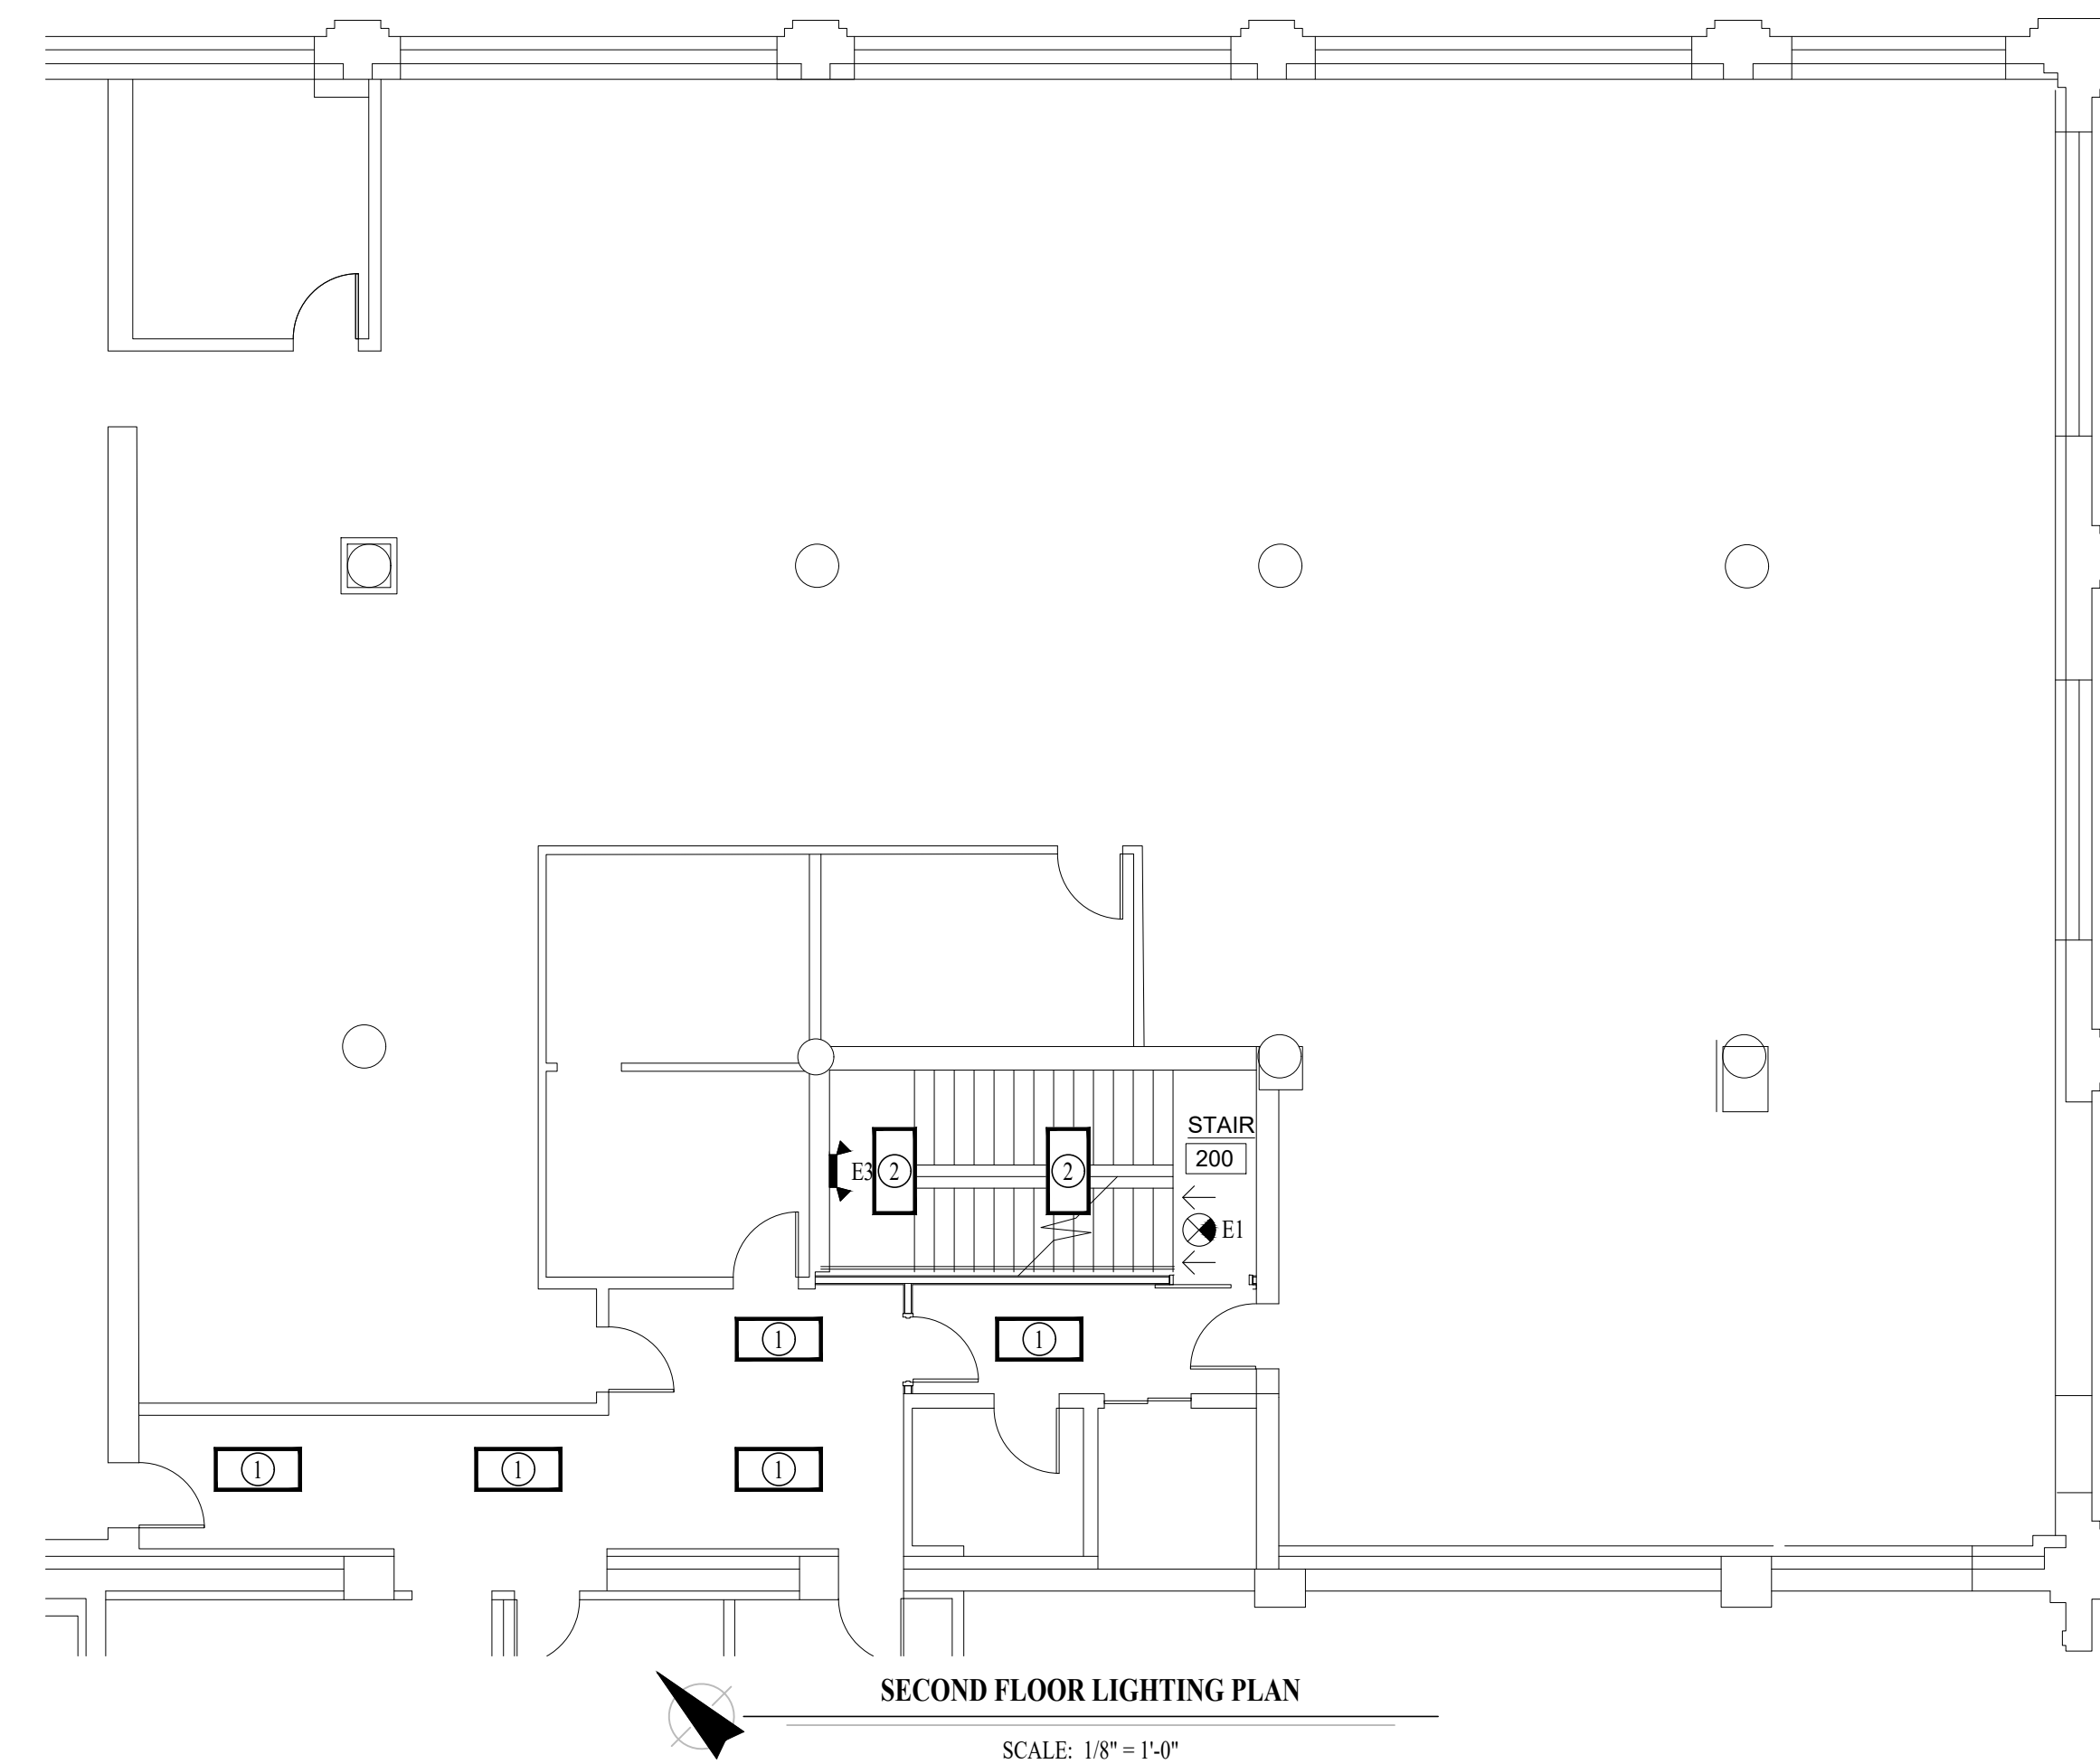 STAIR
200
E3
2
2
E1
1
1
1
1
1
SECOND FLOOR LIGHTING PLAN
SCALE: 1/8" = 1'-0"